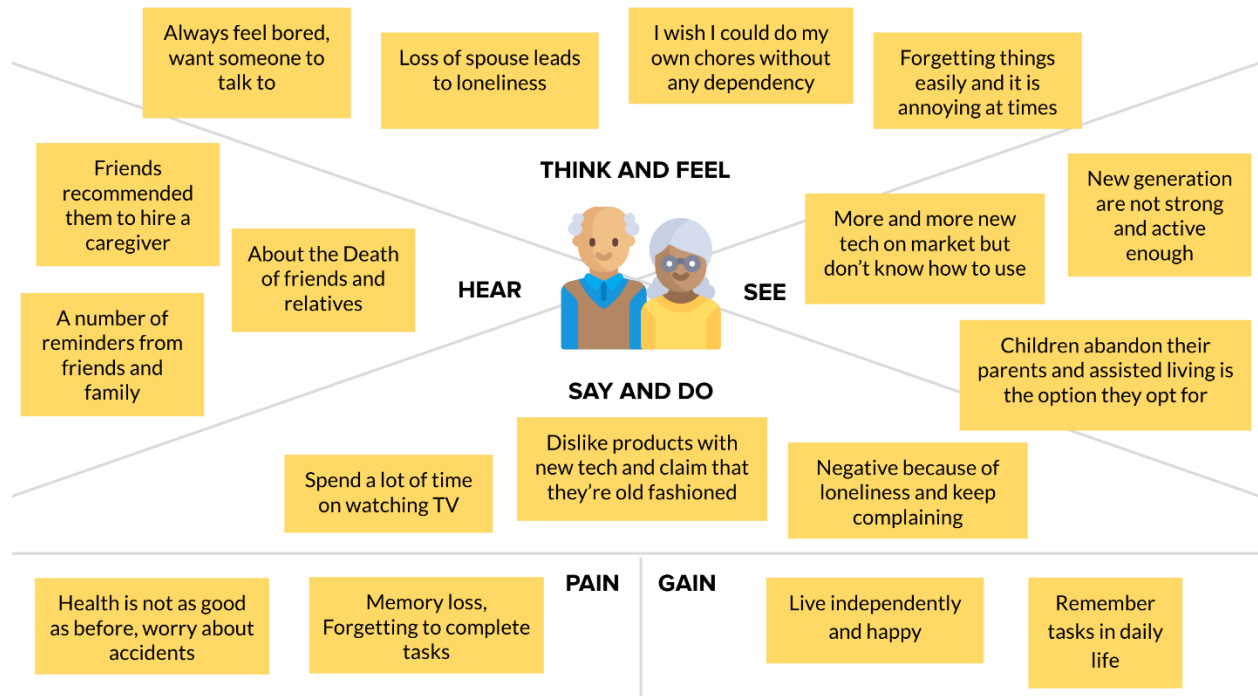 Always feel bored,
want someone to
talk to
Loss of spouse leads
to loneliness
I wish I could do my
own chores without
any dependency
Forgetting things
easily and it is
annoying at times
THINK AND FEEL
Friends
recommended
them to hire a
caregiver
About the Death
of friends and
relatives
A number of
reminders from
friends and
family
HEAR
SEE
More and more new
tech on market but
don’t know how to use
New generation
are not strong
and active
enough
Children abandon their
parents and assisted living is
the option they opt for
SAY AND DO
Spend a lot of time
on watching TV
Dislike products with
new tech and claim that
they’re old fashioned
Negative because of
loneliness and keep
complaining
PAIN
Health is not as good
as before, worry about
accidents
Memory loss,
Forgetting to complete
tasks
GAIN
Live independently
and happy
Remember
tasks in daily
life